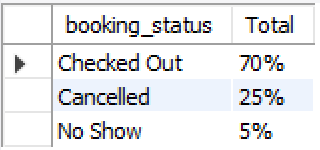 booking_status Total
Checked Out 70%
Cancelled 25%
No Show 5%